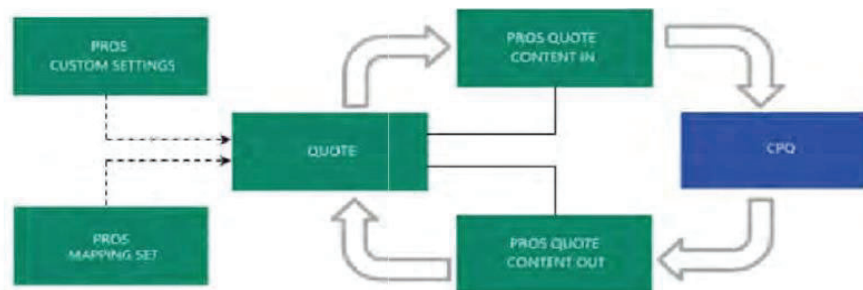 PROS
CUSTOM SETTINGS
PROS QUOTE
CONTENT IN
QUOTE
CPQ
PROS
MAPPING SET
PROS QUOTE
CONTENT OUT